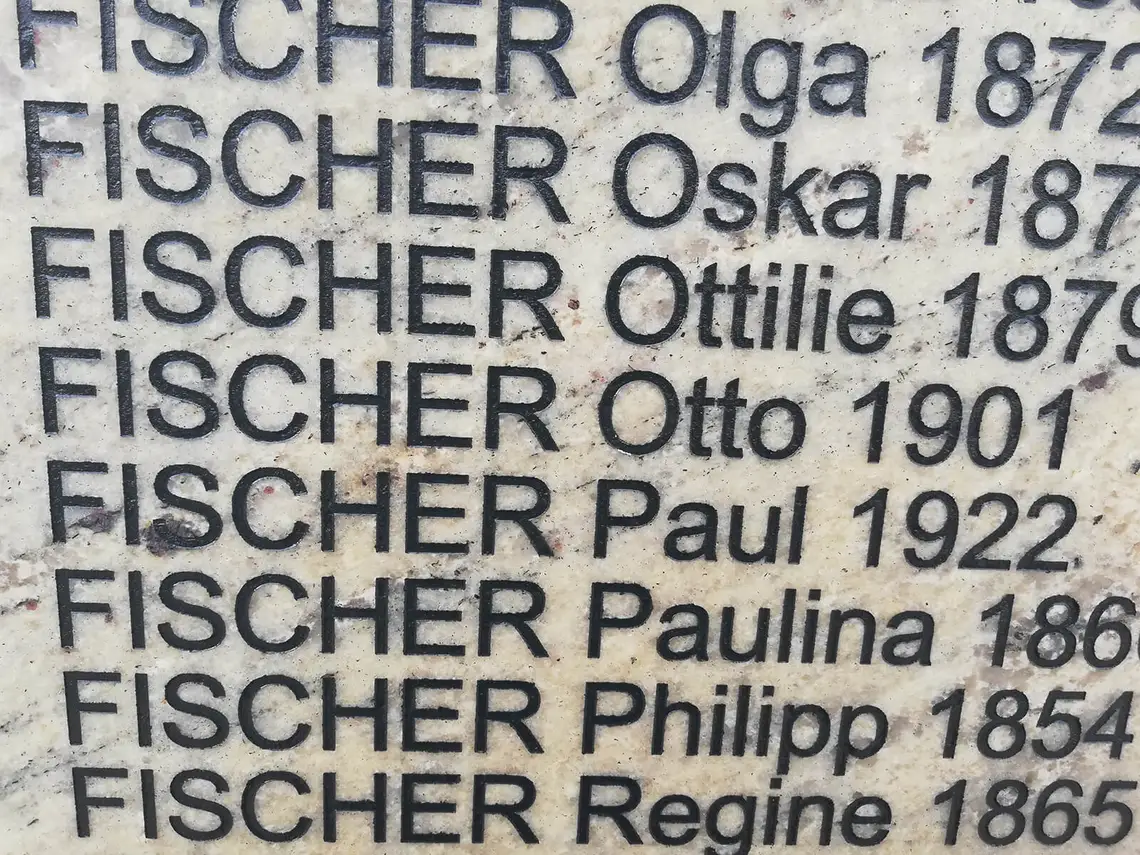 FISCHER Olga 1872
FISCHER Oskar 187
FISCHER Ottilie 1879
FISCHER Otto 1901
FISCHER Paul 1922
FISCHER Paulina 186
FISCHER Philipp 1854
FISCHER Regine 1865